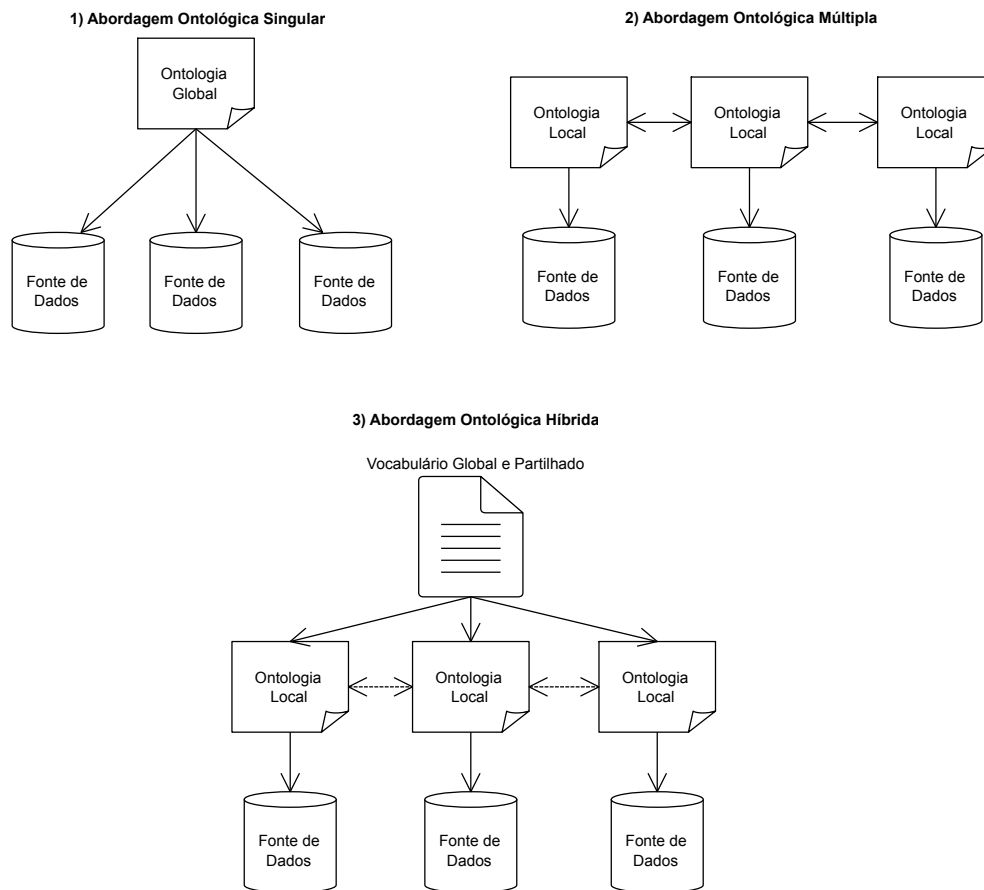 1) Abordagem Ontológica Singular
Ontologia
Global
Fonte de
Dados
Fonte de
Dados
Fonte de
Dados
2) Abordagem Ontológica Múltipla
Ontologia
Local
Ontologia
Local
Ontologia
Local
Fonte de
Dados
Fonte de
Dados
Fonte de
Dados
3) Abordagem Ontológica Híbrida
Vocabulário Global e Partilhado
Ontologia
Local
Ontologia
Local
Ontologia
Local
Fonte de
Dados
Fonte de
Dados
Fonte de
Dados